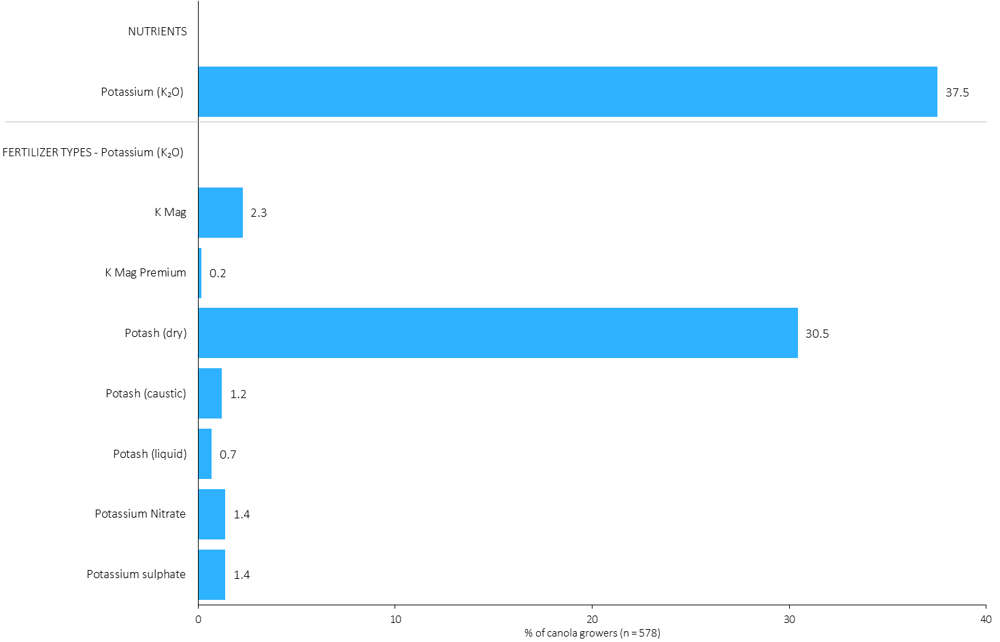 NUTRIENTS
Potassium (K₂O) 37.5
FERTILIZER TYPES - Potassium (K₂O)
K Mag 2.3
K Mag Premium 0.2
Potash (dry) 30.5
Potash (caustic) 1.2
Potash (liquid) 0.7
Potassium Nitrate 1.4
Potassium sulphate 1.4
0 10 20 30 40
% of canola growers (n = 578)